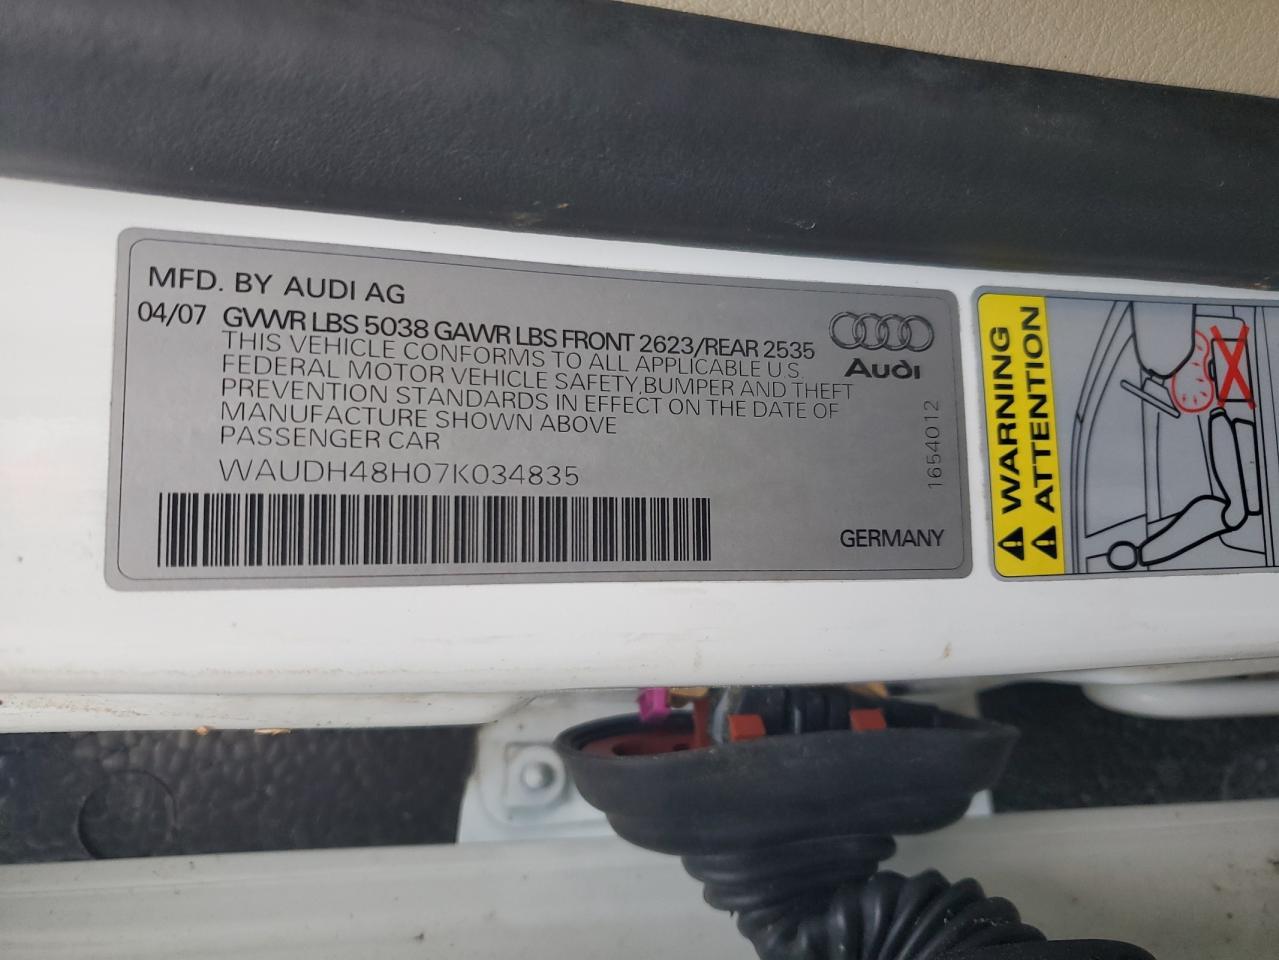 MFD. BY AUDI AG
04/07 GVWR LBS 5038 GAWR LBS FRONT 2623/REAR 2535
THIS VEHICLE CONFORMS TO ALL APPLICABLE U.S.
FEDERAL MOTOR VEHICLE SAFETY, BUMPER AND THEFT
PREVENTION STANDARDS IN EFFECT ON THE DATE OF
MANUFACTURE SHOWN ABOVE
PASSENGER CAR
WAUDH48H07K034835
Audi
1654012
GERMANY
WARNING
ATTENTION